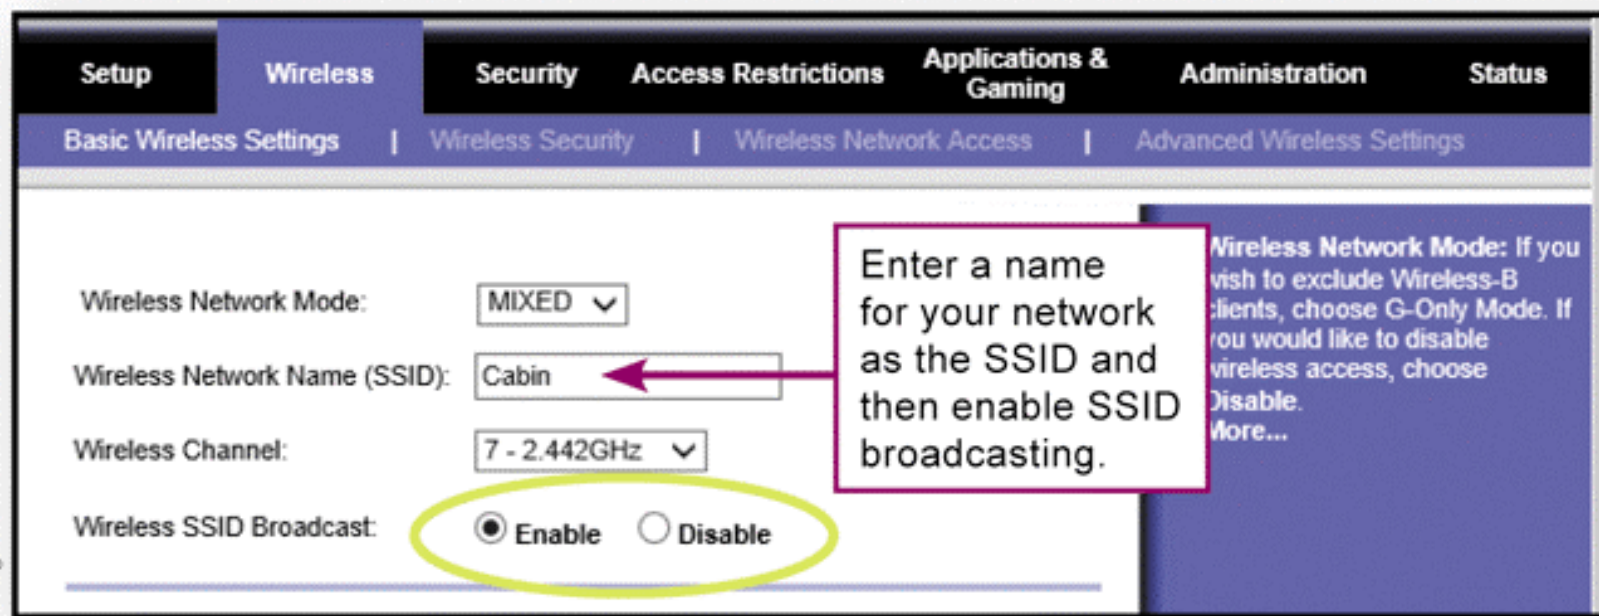 Setup Wireless Security Access Restrictions Applications & Gaming Administration Status
Basic Wireless Settings | Wireless Security | Wireless Network Access | Advanced Wireless Settings
Wireless Network Mode: MIXED
Wireless Network Name (SSID): Cabin
Wireless Channel: 7 - 2.442GHz
Wireless SSID Broadcast: Enable Disable
Enter a name
for your network
as the SSID and
then enable SSID
broadcasting.
Wireless Network Mode: If you
wish to exclude Wireless-B
clients, choose G-Only Mode. If
you would like to disable
wireless access, choose
Disable.
More...